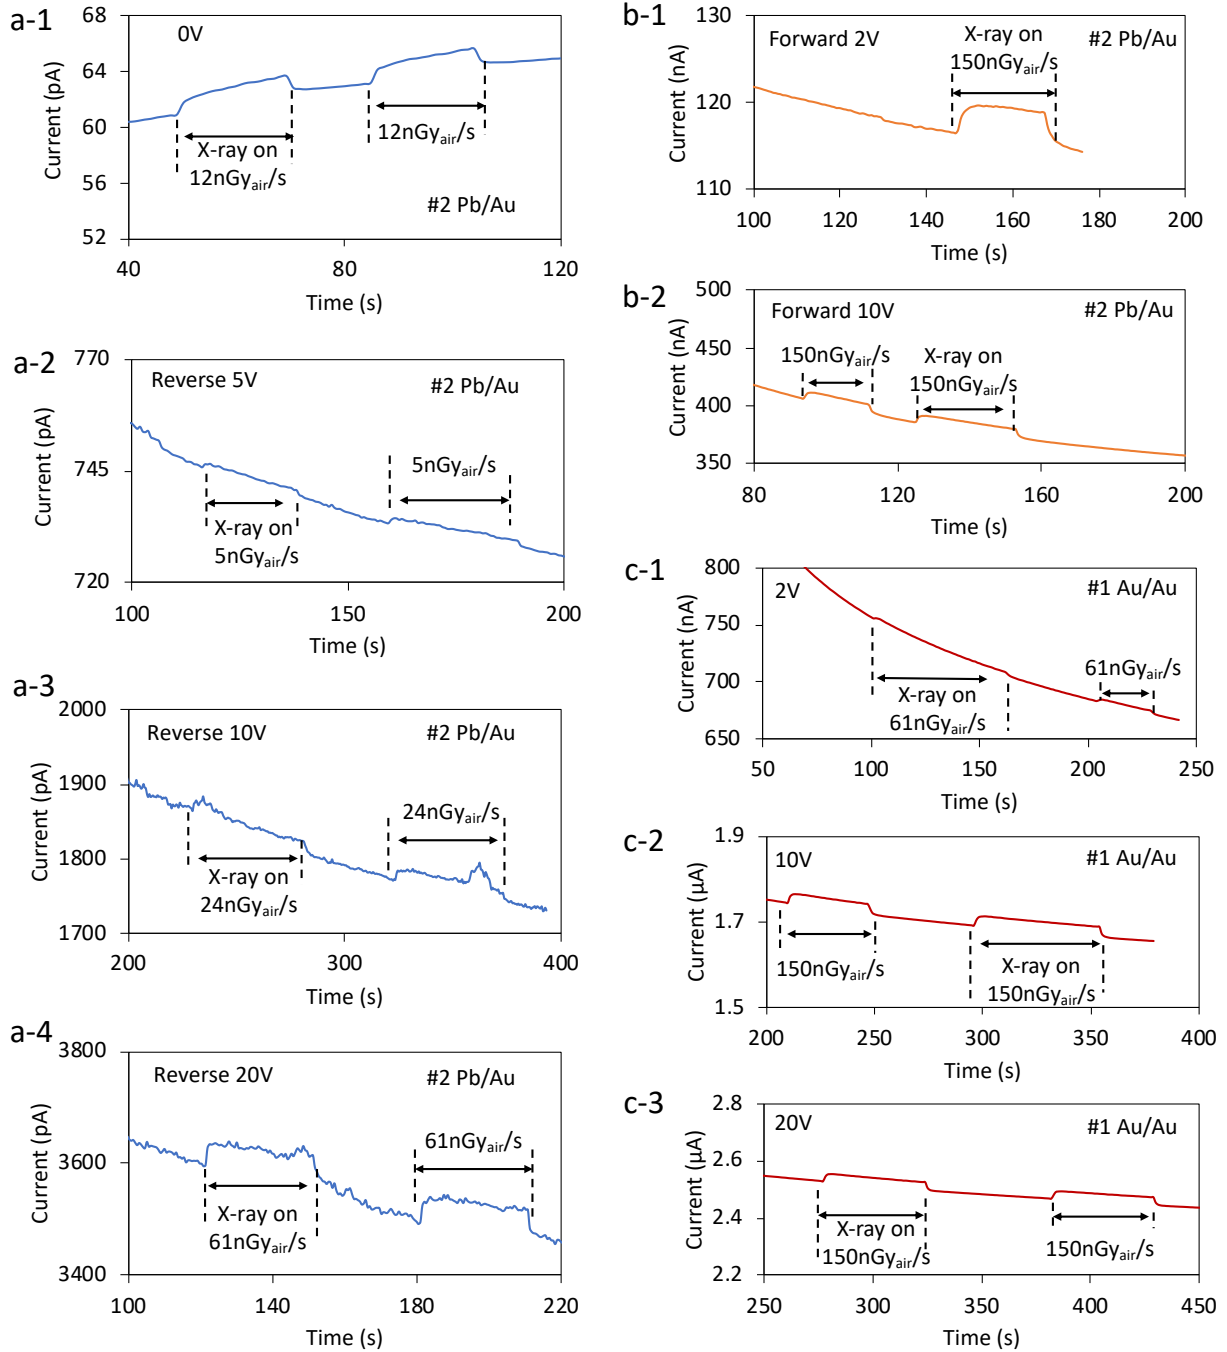 a-1
68
64
60
56
52
Current (pA)
0V
X-ray on
12nGyair/s
12nGyair/s
#2 Pb/Au
40
80
120
Time (s)
a-2
770
745
720
Current (pA)
Reverse 5V
#2 Pb/Au
X-ray on
5nGyair/s
5nGyair/s
100
150
200
Time (s)
a-3
2000
1900
1800
1700
Current (pA)
Reverse 10V
#2 Pb/Au
X-ray on
24nGyair/s
24nGyair/s
200
300
400
Time (s)
a-4
3800
3600
3400
Current (pA)
Reverse 20V
#2 Pb/Au
X-ray on
61nGyair/s
61nGyair/s
100
140
180
220
Time (s)
b-1
130
120
110
Current (nA)
Forward 2V
X-ray on
150nGyair/s
#2 Pb/Au
100
120
140
160
180
200
Time (s)
b-2
500
450
400
350
Current (nA)
Forward 10V
#2 Pb/Au
150nGyair/s
X-ray on
150nGyair/s
80
120
160
200
Time (s)
c-1
800
750
700
650
Current (nA)
2V
#1 Au/Au
X-ray on
61nGyair/s
61nGyair/s
50
100
150
200
250
Time (s)
c-2
1.9
1.7
1.5
Current (µA)
10V
#1 Au/Au
150nGyair/s
X-ray on
150nGyair/s
200
250
300
350
400
Time (s)
c-3
2.8
2.6
2.4
2.2
Current (µA)
20V
#1 Au/Au
X-ray on
150nGyair/s
150nGyair/s
250
300
350
400
450
Time (s)